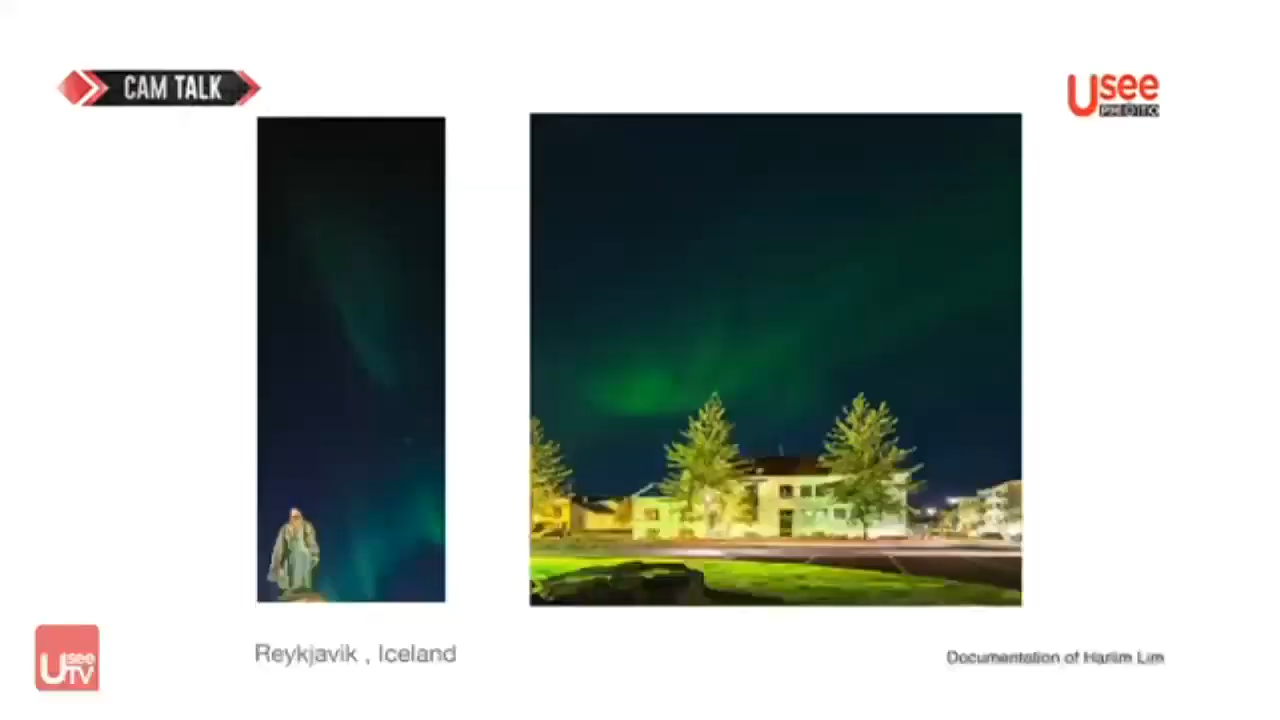 CAM TALK
Usee
PHOTO
Usee
TV
Reykjavik , Iceland
Documentation of Harlim Lim